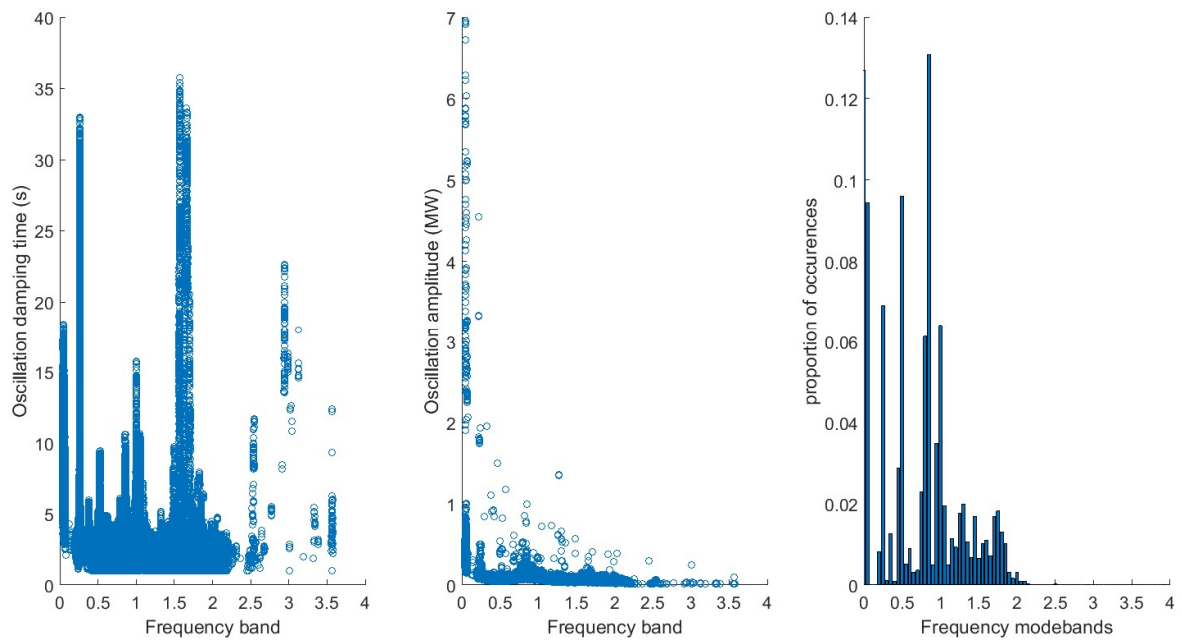 40
35
30
25
20
15
10
5
0
Oscillation damping time (s)
0 0.5 1 1.5 2 2.5 3 3.5 4
Frequency band
7
6
5
4
3
2
1
0
Oscillation amplitude (MW)
0 0.5 1 1.5 2 2.5 3 3.5 4
Frequency band
0.14
0.12
0.1
0.08
0.06
0.04
0.02
0
proportion of occurences
0 0.5 1 1.5 2 2.5 3 3.5 4
Frequency modebands